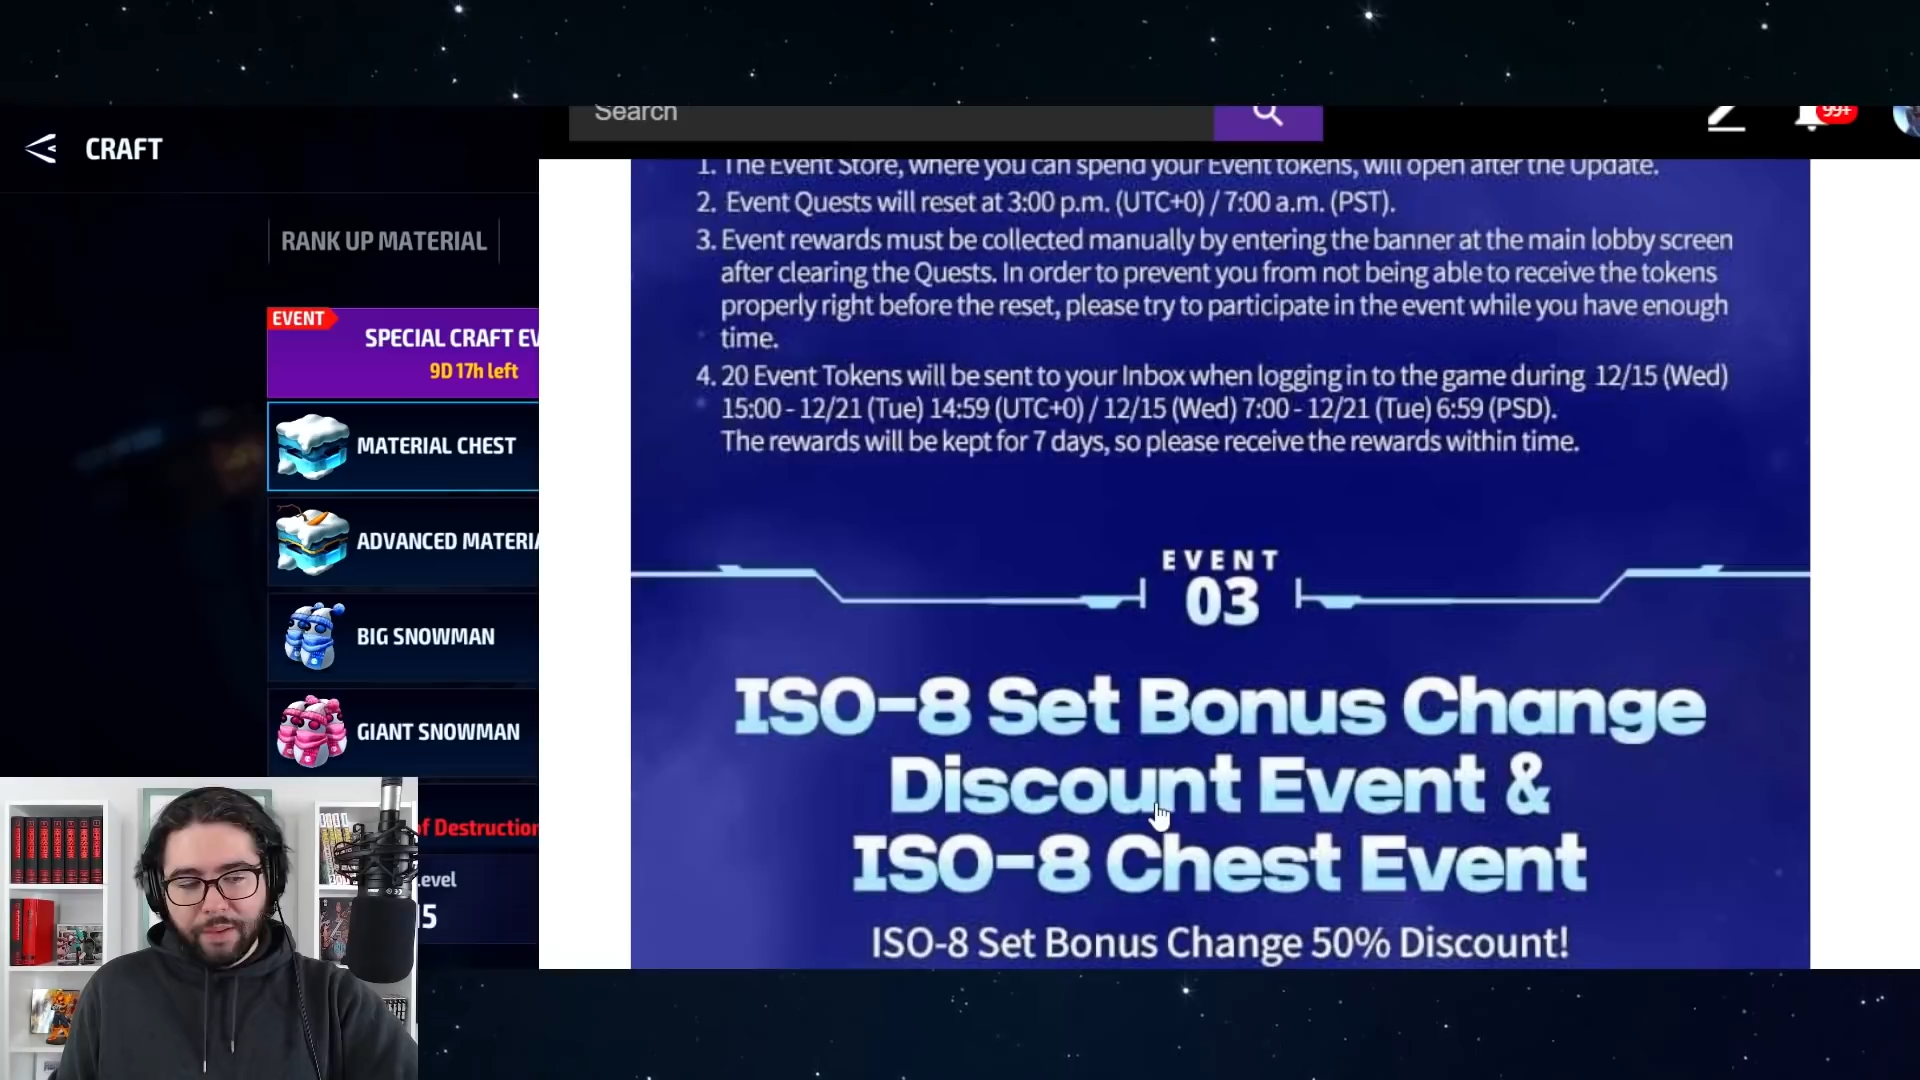 Search
99+
CRAFT
RANK UP MATERIAL
EVENT
SPECIAL CRAFT EV
9D 17h left
MATERIAL CHEST
ADVANCED MATERIA
BIG SNOWMAN
GIANT SNOWMAN
of Destruction
Level
15
1. The Event Store, where you can spend your Event tokens, will open after the Update.
2. Event Quests will reset at 3:00 p.m. (UTC+0) / 7:00 a.m. (PST).
3. Event rewards must be collected manually by entering the banner at the main lobby screen
after clearing the Quests. In order to prevent you from not being able to receive the tokens
properly right before the reset, please try to participate in the event while you have enough
time.
4. 20 Event Tokens will be sent to your Inbox when logging in to the game during 12/15 (Wed)
15:00 - 12/21 (Tue) 14:59 (UTC+0) / 12/15 (Wed) 7:00 - 12/21 (Tue) 6:59 (PSD).
The rewards will be kept for 7 days, so please receive the rewards within time.
EVENT
03
ISO-8 Set Bonus Change
Discount Event &
ISO-8 Chest Event
ISO-8 Set Bonus Change 50% Discount!